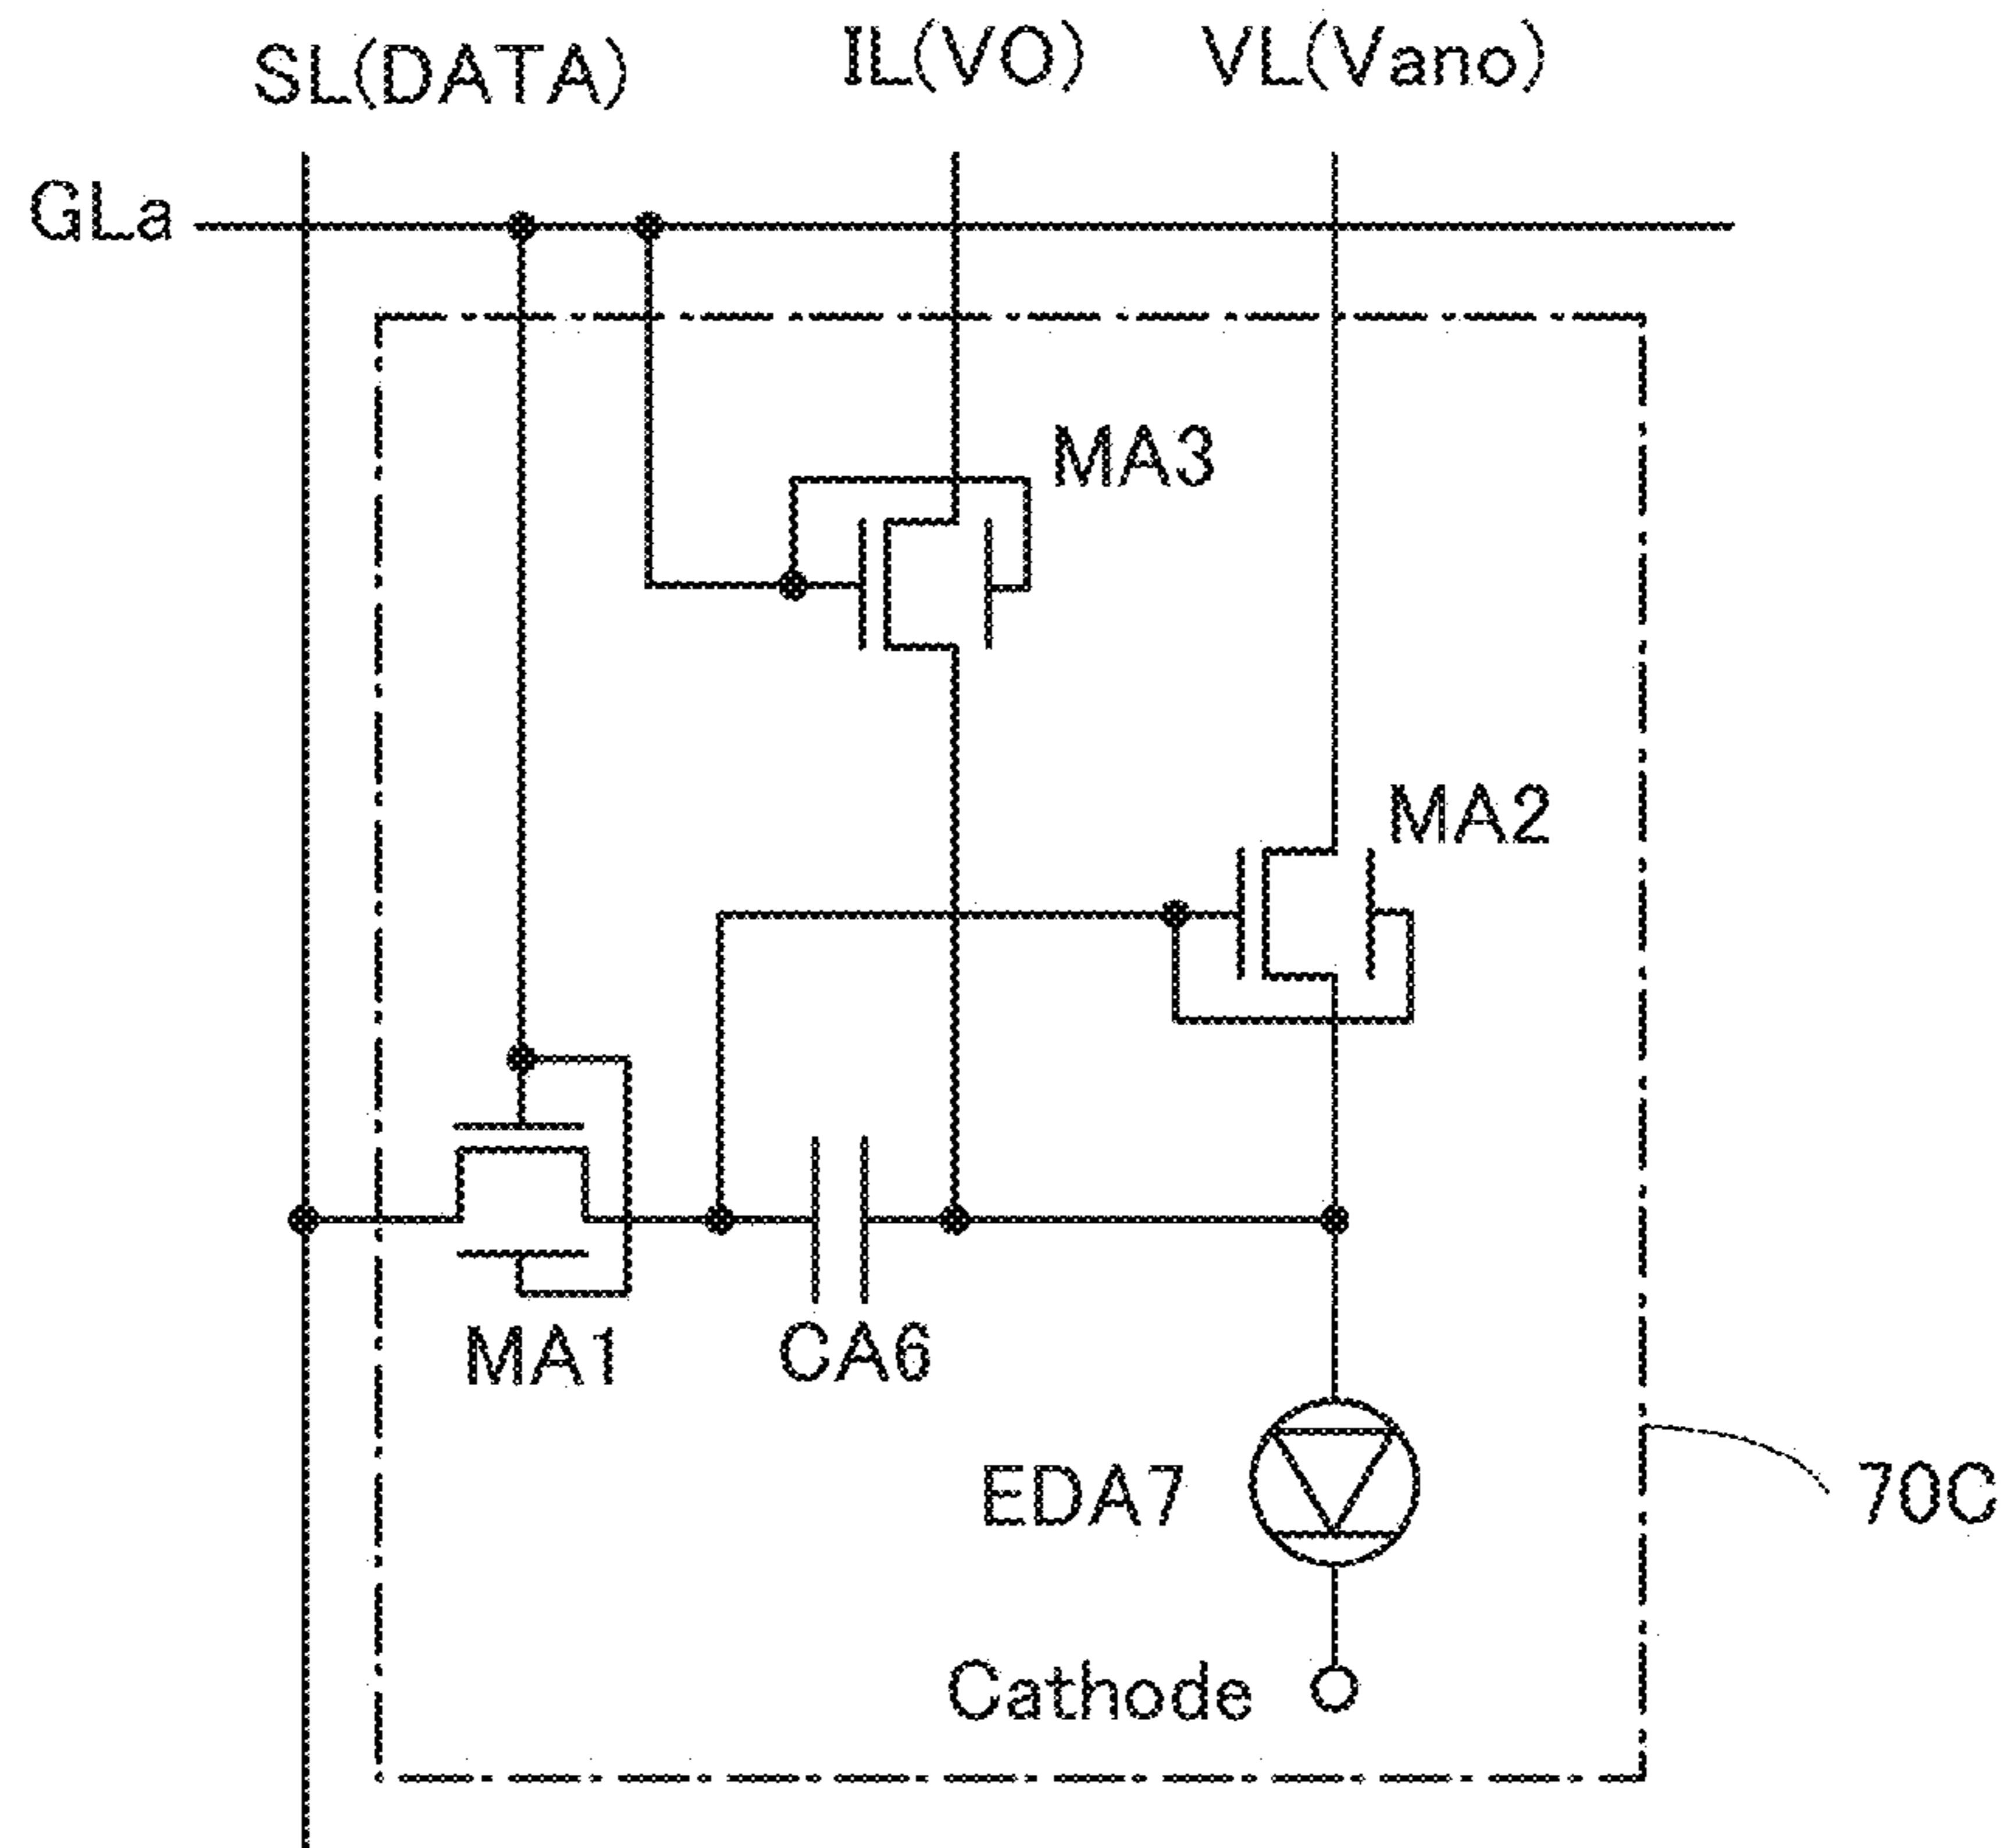 SL(DATA)
IL(VO)
VL(Vano)
GLa
MA3
MA2
MA1
CA6
EDA7
70C
Cathode